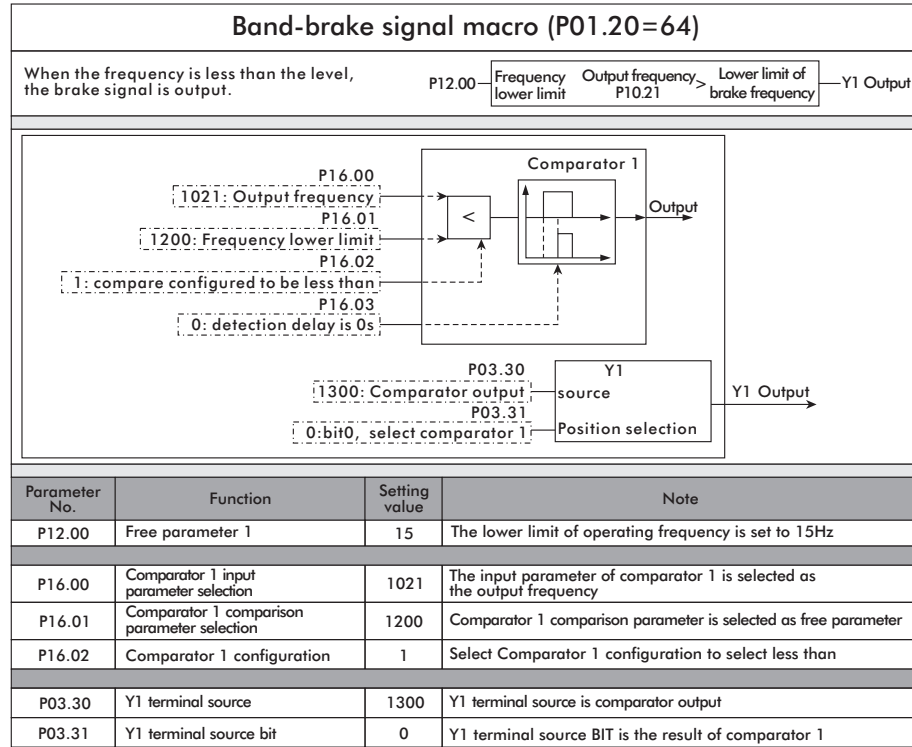 Band-brake signal macro (P01.20=64)
When the frequency is less than the level,
the brake signal is output.
P12.00
Frequency
lower limit
Output frequency
P10.21
>
Lower limit of
brake frequency
Y1 Output
Comparator 1
P16.00
1021: Output frequency
P16.01
1200: Frequency lower limit
P16.02
1: compare configured to be less than
P16.03
0: detection delay is 0s
<
Output
P03.30
1300: Comparator output
P03.31
0:bit0, select comparator 1
Y1
source
Position selection
Y1 Output
Parameter No. Function Setting value Note
P12.00 Free parameter 1 15 The lower limit of operating frequency is set to 15Hz
P16.00 Comparator 1 input parameter selection 1021 The input parameter of comparator 1 is selected as the output frequency
P16.01 Comparator 1 comparison parameter selection 1200 Comparator 1 comparison parameter is selected as free parameter
P16.02 Comparator 1 configuration 1 Select Comparator 1 configuration to select less than
P03.30 Y1 terminal source 1300 Y1 terminal source is comparator output
P03.31 Y1 terminal source bit 0 Y1 terminal source BIT is the result of comparator 1